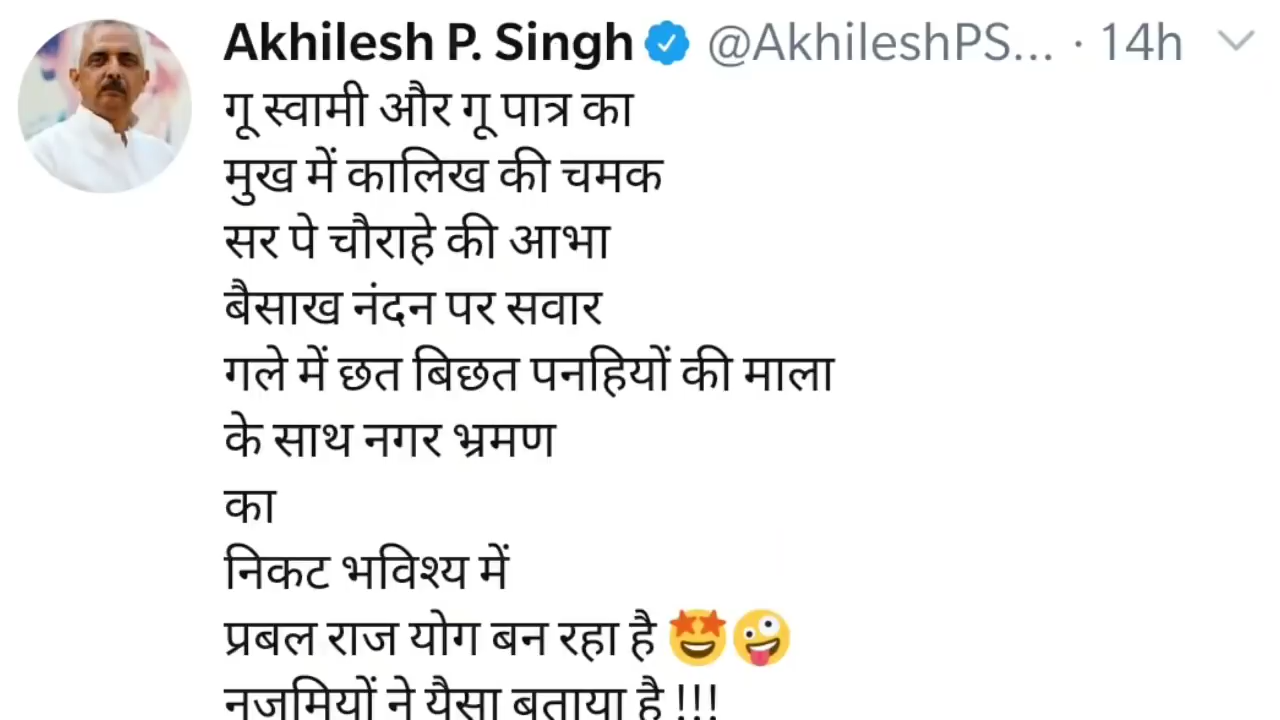 Akhilesh P. Singh @AkhileshPS... · 14h
गू स्वामी और गू पात्र का
मुख में कालिख की चमक
सर पे चौराहे की आभा
बैसाख नंदन पर सवार
गले में छत बिछत पनहियों की माला
के साथ नगर भ्रमण
का
निकट भविश्य में
प्रबल राज योग बन रहा है 🤩🤪
नजूमियों ने यैसा बताया है !!!